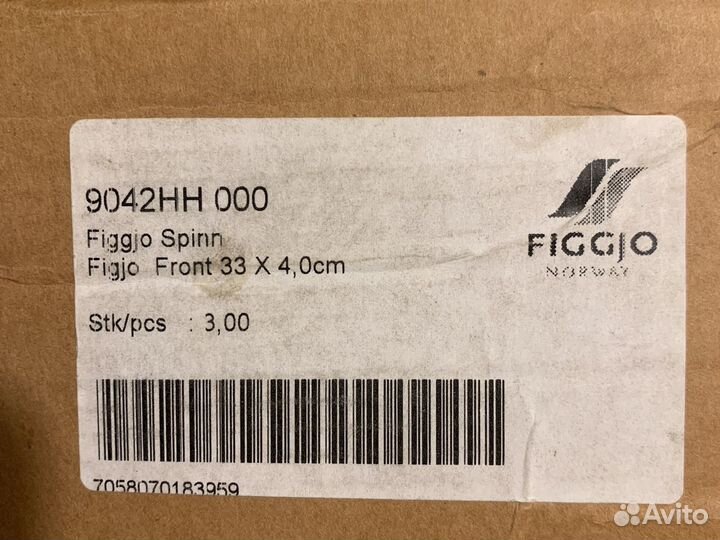 9042HH 000
Figgjo Spinn
Figjo Front 33 X 4,0cm
Stk/pcs : 3,00
7058070183959
FIGGJO
NORWAY
Avito